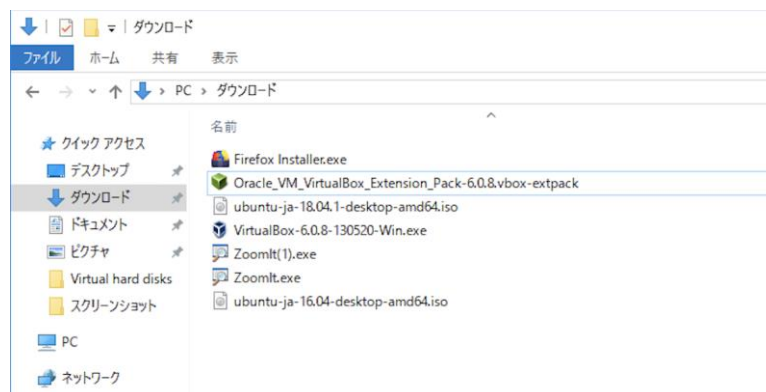 ダウンロード
ファイル ホーム 共有 表示
PC › ダウンロード
名前
クイック アクセス
デスクトップ
ダウンロード
ドキュメント
ピクチャ
Virtual hard disks
スクリーンショット
PC
ネットワーク
Firefox Installer.exe
Oracle_VM_VirtualBox_Extension_Pack-6.0.8.vbox-extpack
ubuntu-ja-18.04.1-desktop-amd64.iso
VirtualBox-6.0.8-130520-Win.exe
ZoomIt(1).exe
ZoomIt.exe
ubuntu-ja-16.04-desktop-amd64.iso